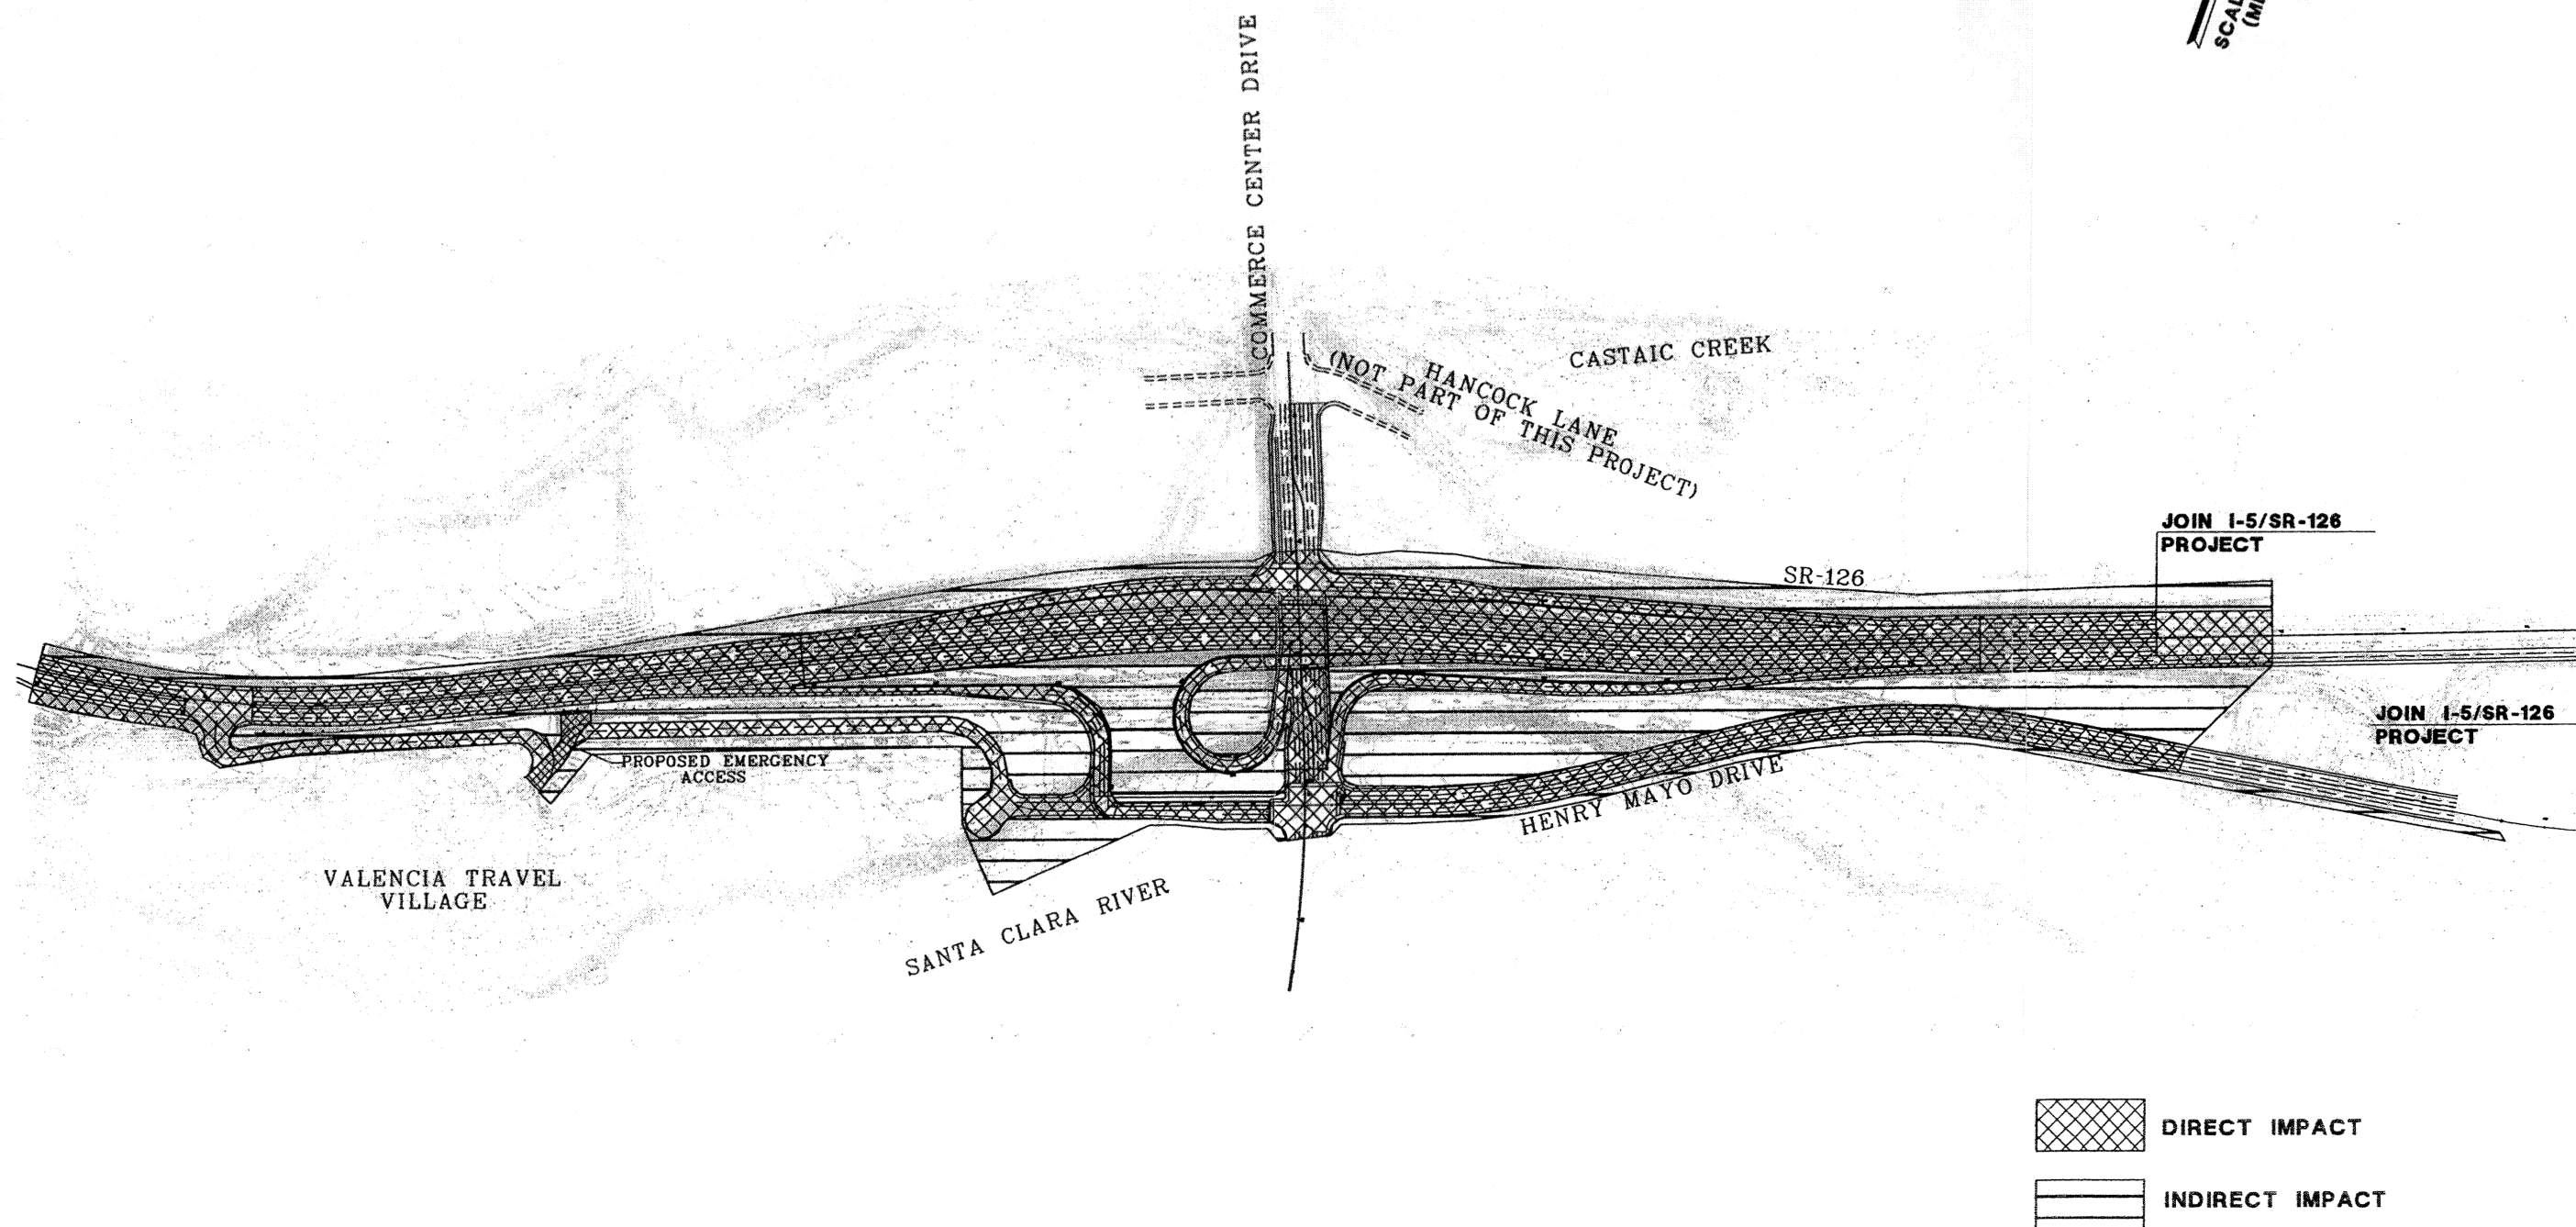 COMMERCE CENTER DRIVE
CASTAIC CREEK
HANCOCK LANE
(NOT PART OF THIS PROJECT)
JOIN I-5/SR-126
PROJECT
SR-126
JOIN I-5/SR-126
PROJECT
PROPOSED EMERGENCY
ACCESS
HENRY MAYO DRIVE
VALENCIA TRAVEL
VILLAGE
SANTA CLARA RIVER
DIRECT IMPACT
INDIRECT IMPACT